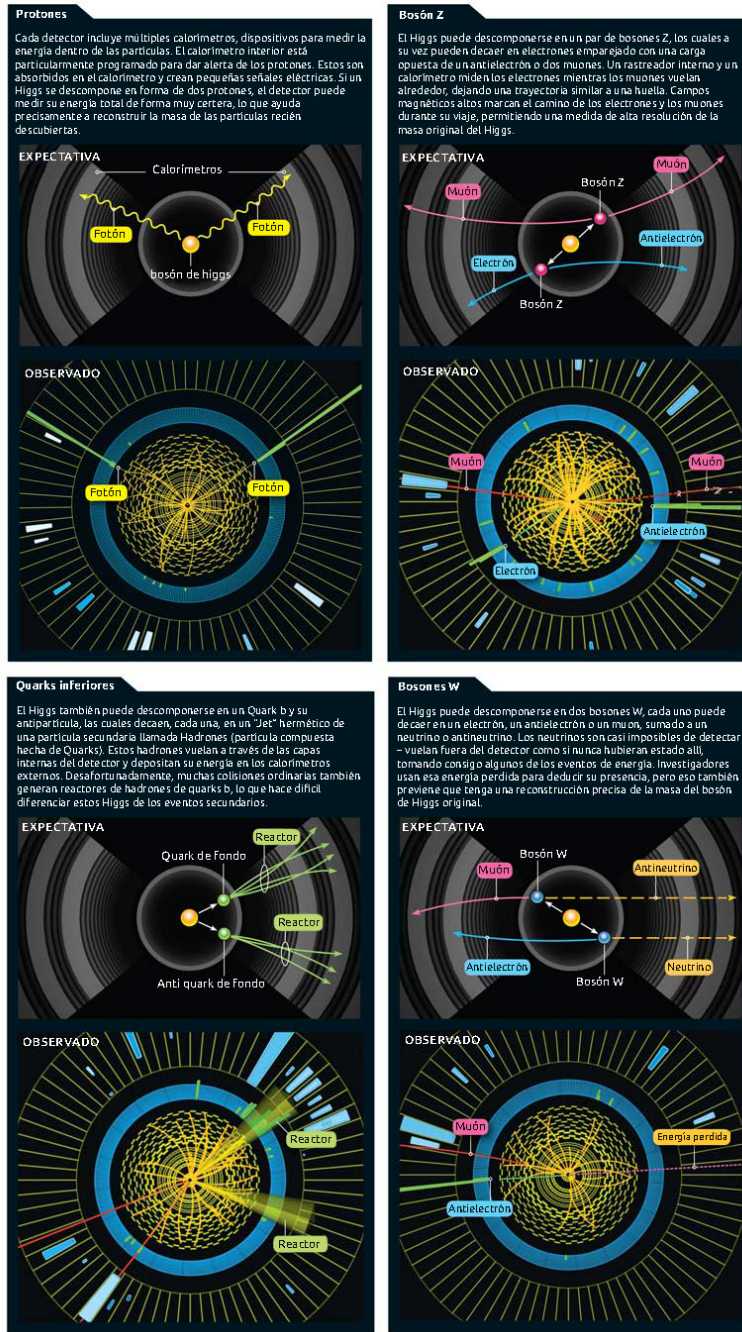 Protones
Cada detector incluye múltiples calorímetros, dispositivos para medir la
energía dentro de las partículas. El calorímetro interior está
particularmente programado para dar alerta de los protones. Estos son
absorbidos en el calorímetro y crean pequeñas señales eléctricas. Si un
Higgs se descompone en forma de dos protones, el detector puede
medir su energía total de forma muy certera, lo que ayuda
precisamente a reconstruir la masa de las partículas recién
descubiertas.
EXPECTATIVA
Calorímetros
Fotón
Fotón
bosón de higgs
OBSERVADO
Fotón
Fotón
Bosón Z
El Higgs puede descomponerse en un par de bosones Z, los cuales a
su vez pueden decaer en electrones emparejado con una carga
opuesta de un antielectrón o dos muones. Un rastreador interno y un
calorímetro miden los electrones mientras los muones vuelan
alrededor, dejando una trayectoria similar a una huella. Campos
magnéticos altos marcan el camino de los electrones y los muones
durante su viaje, permitiendo una medida de alta resolución de la
masa original del Higgs.
EXPECTATIVA
Muón
Bosón Z
Muón
Antielectrón
Electrón
Bosón Z
OBSERVADO
Muón
Muón
Antielectrón
Electrón
Quarks inferiores
El Higgs también puede descomponerse en un Quark b y su
antipartícula, las cuales decaen, cada una, en un "Jet" hermético de
una partícula secundaria llamada Hadrones (partícula compuesta
hecha de Quarks). Estos hadrones vuelan a través de las capas
internas del detector y depositan su energía en los calorímetros
externos. Desafortunadamente, muchas colisiones ordinarias también
generan reactores de hadrones de quarks b, lo que hace difícil
diferenciar estos Higgs de los eventos secundarios.
EXPECTATIVA
Reactor
Quark de fondo
Reactor
Anti quark de fondo
OBSERVADO
Reactor
Reactor
Bosones W
El Higgs puede descomponerse en dos bosones W, cada uno puede
decaer en un electrón, un antielectrón o un muon, sumado a un
neutrino o antineutrino. Los neutrinos son casi imposibles de detectar
– vuelan fuera del detector como si nunca hubieran estado allí,
tomando consigo algunos de los eventos de energía. Investigadores
usan esa energía perdida para deducir su presencia, pero eso también
previene que tenga una reconstrucción precisa de la masa del bosón
de Higgs original.
EXPECTATIVA
Bosón W
Muón
Antineutrino
Antielectrón
Bosón W
Neutrino
OBSERVADO
Muón
Energía perdida
Antielectrón